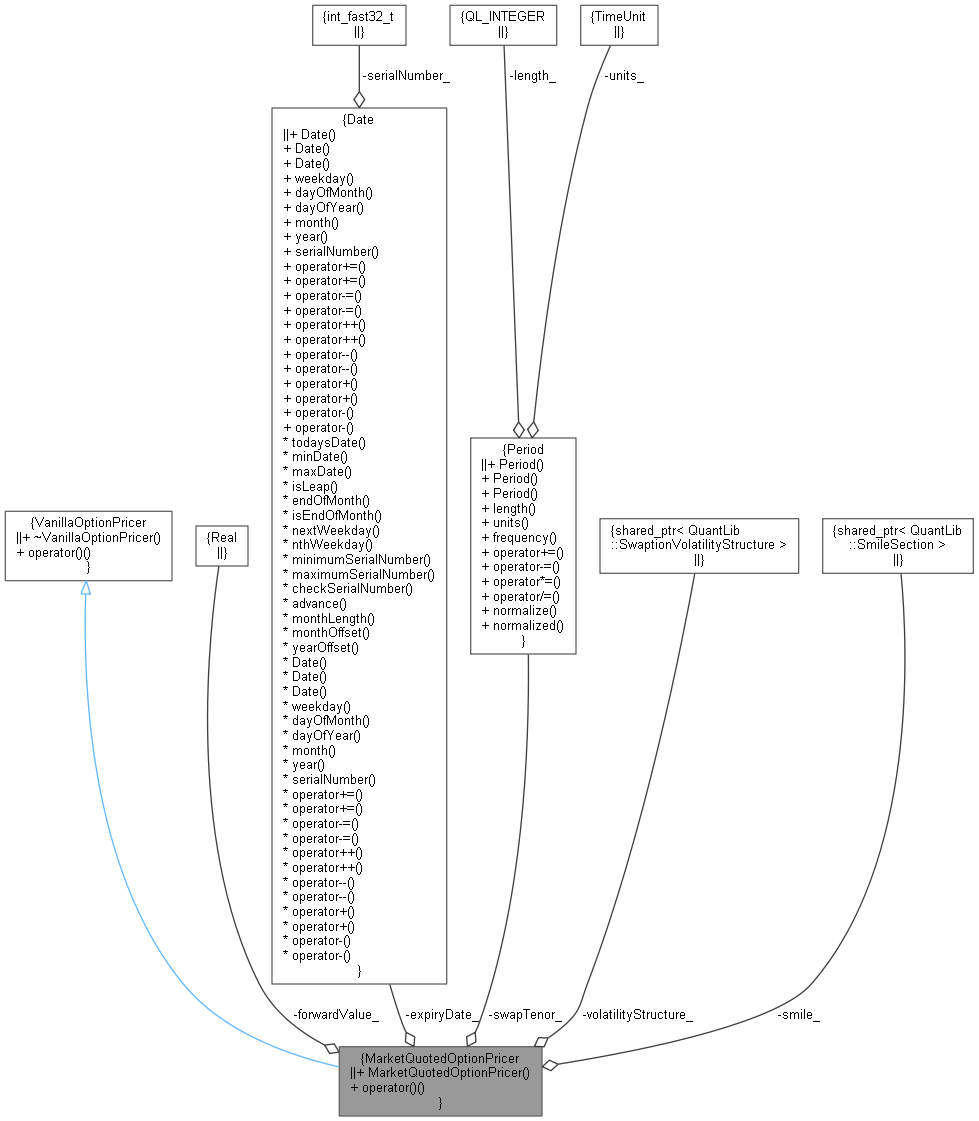 {int_fast32_t
||}
{QL_INTEGER
||}
{TimeUnit
||}
-serialNumber_
-length_
-units_
{Date
||+ Date()
+ Date()
+ Date()
+ weekday()
+ dayOfMonth()
+ dayOfYear()
+ month()
+ year()
+ serialNumber()
+ operator+=()
+ operator+=()
+ operator-=()
+ operator-=()
+ operator++()
+ operator++()
+ operator--()
+ operator--()
+ operator+()
+ operator+()
+ operator-()
+ operator-()
* todaysDate()
* minDate()
* maxDate()
* isLeap()
* endOfMonth()
* isEndOfMonth()
* nextWeekday()
* nthWeekday()
* minimumSerialNumber()
* maximumSerialNumber()
* checkSerialNumber()
* advance()
* monthLength()
* monthOffset()
* yearOffset()
* Date()
* Date()
* Date()
* weekday()
* dayOfMonth()
* dayOfYear()
* month()
* year()
* serialNumber()
* operator+=()
* operator+=()
* operator-=()
* operator-=()
* operator++()
* operator++()
* operator--()
* operator--()
* operator+()
* operator+()
* operator-()
* operator-()
}
{Period
||+ Period()
+ Period()
+ Period()
+ length()
+ units()
+ frequency()
+ operator+=()
+ operator-=()
+ operator*=()
+ operator/=()
+ normalize()
+ normalized()
}
{VanillaOptionPricer
||+ ~VanillaOptionPricer()
+ operator()()
}
{Real
||}
{shared_ptr< QuantLib
::SwaptionVolatilityStructure >
||}
{shared_ptr< QuantLib
::SmileSection >
||}
-forwardValue_
-expiryDate_
-swapTenor_
-volatilityStructure_
-smile_
{MarketQuotedOptionPricer
||+ MarketQuotedOptionPricer()
+ operator()()
}